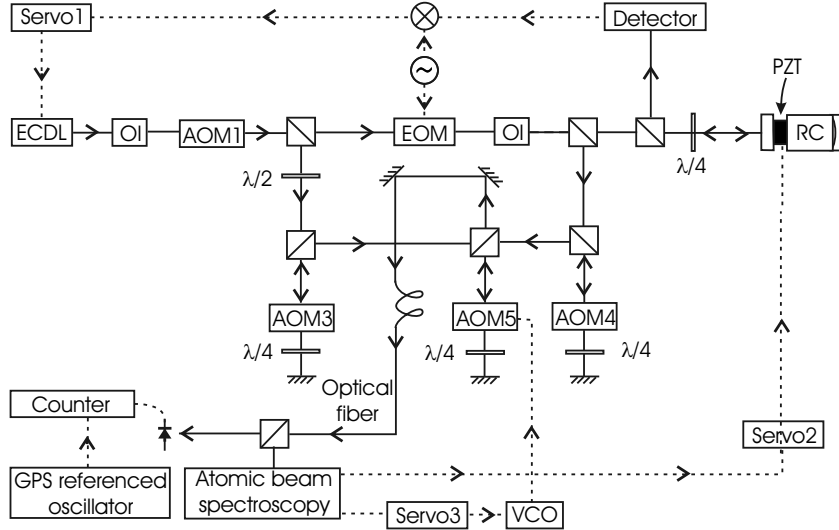 Servo1
Detector
~
PZT
ECDL
OI
AOM1
EOM
OI
RC
λ/2
λ/4
AOM3
AOM5
AOM4
λ/4
λ/4
λ/4
Optical
fiber
Counter
Servo2
GPS referenced
oscillator
Atomic beam
spectroscopy
Servo3
VCO